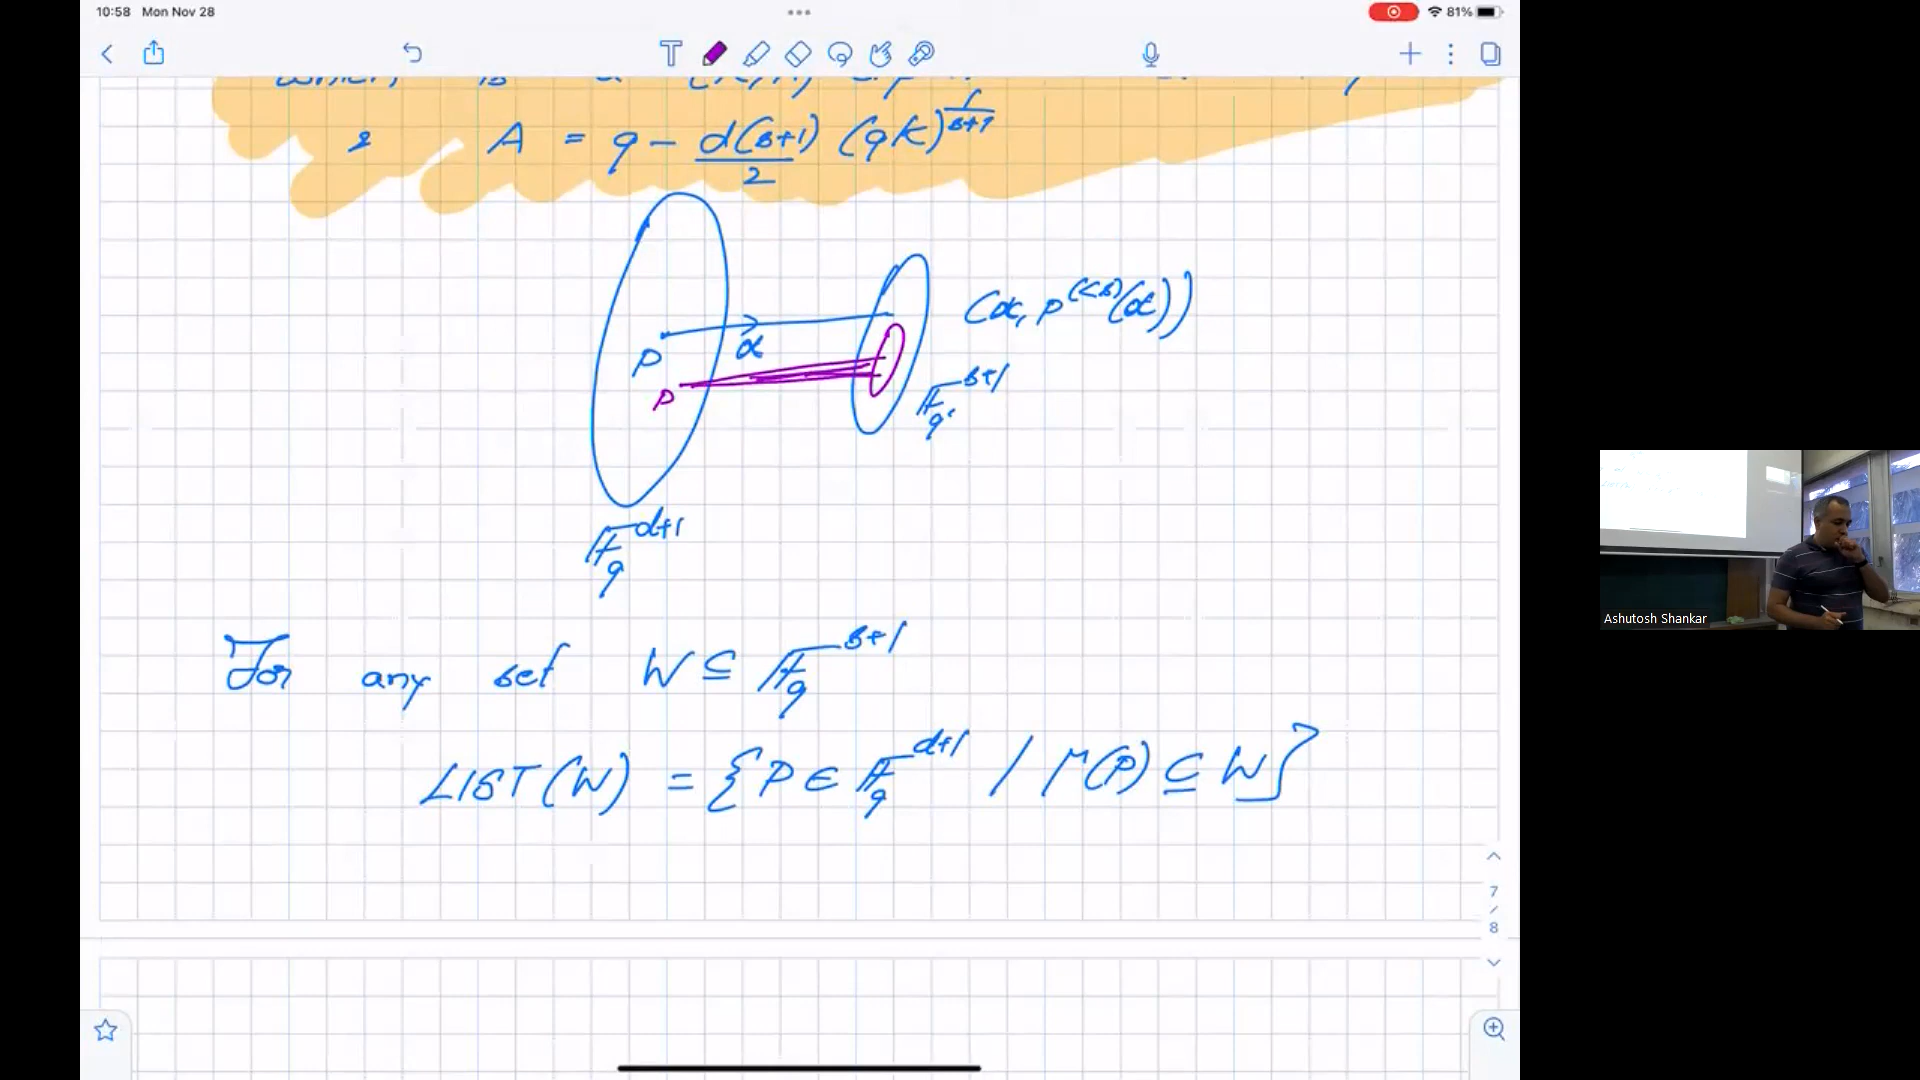 10:58 Mon Nov 28
81%
is a
A = q - d(s+1)/2 (qK)^{1/s+1}
(α, P^{(<s)}(α))
P
α
P
F_q^{s+1}
F_q^{d+1}
For any set W ⊆ F_q^{s+1}
LIST(W) = {P ∈ F_q^{d+1} / Γ(P) ⊆ W}
7
/
8
Ashutosh Shankar